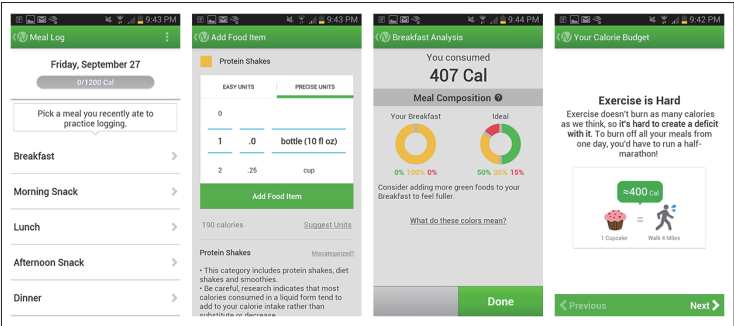 9:43 PM
Meal Log
Friday, September 27
0/1200 Cal
Pick a meal you recently ate to
practice logging.
Breakfast
Morning Snack
Lunch
Afternoon Snack
Dinner
9:43 PM
Add Food Item
Protein Shakes
EASY UNITS
PRECISE UNITS
0
1 .0 bottle (10 fl oz)
2 .25 cup
Add Food Item
190 calories
Suggest Units
Protein Shakes
Miscategorized?
• This category includes protein shakes, diet
shakes and smoothies.
• Be careful, research indicates that most
calories consumed in a liquid form tend to
add to your calorie intake rather than
substitute or decrease.
9:44 PM
Breakfast Analysis
You consumed
407 Cal
Meal Composition ?
Your Breakfast
Ideal
0% 100% 0%
50% 35% 15%
Consider adding more green foods to your
Breakfast to feel fuller.
What do these colors mean?
Done
9:42 PM
Your Calorie Budget
Exercise is Hard
Exercise doesn't burn as many calories
as we think, so it's hard to create a deficit
with it. To burn off all your meals from
one day, you'd have to run a half-
marathon!
≈400 Cal
=
1 Cupcake
Walk 4 Miles
Previous
Next